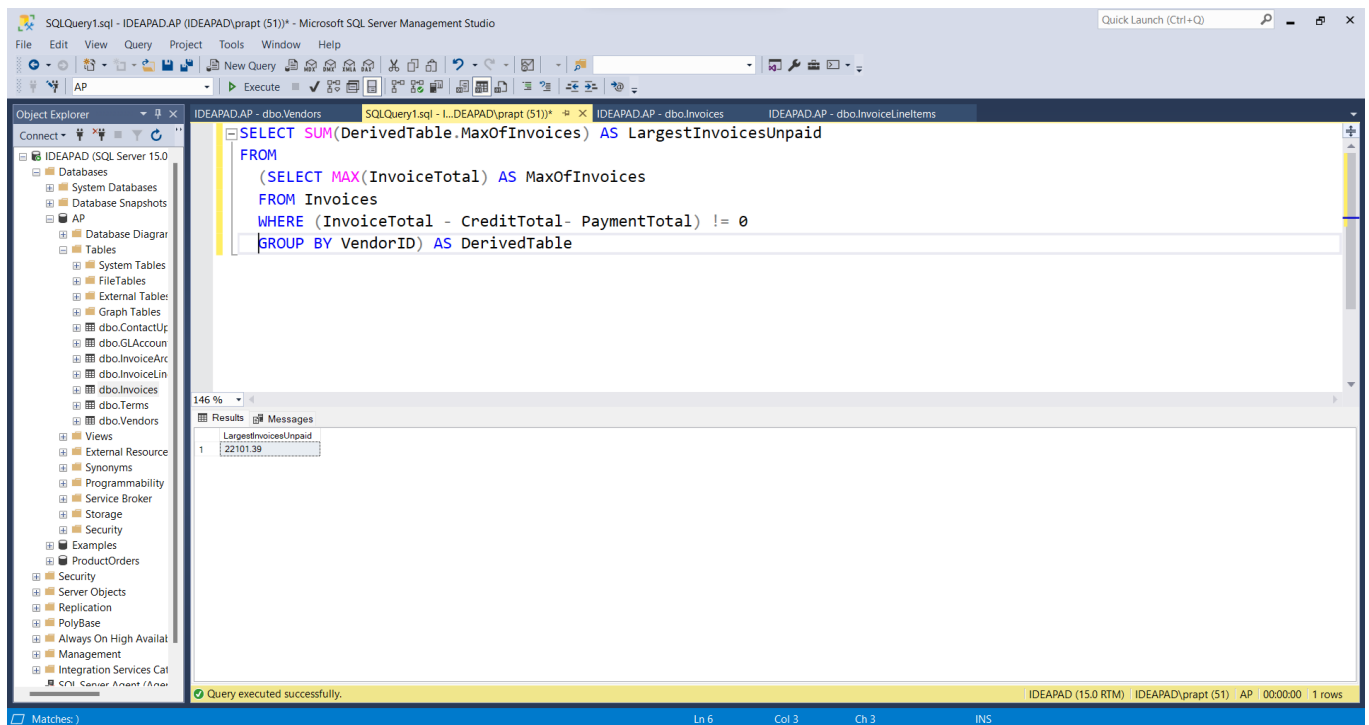 SQLQuery1.sql - IDEAPAD.AP (IDEAPAD\prapt (51))* - Microsoft SQL Server Management Studio
Quick Launch (Ctrl+Q)
File Edit View Query Project Tools Window Help
New Query
AP
Execute
Object Explorer
IDEAPAD.AP - dbo.Vendors
SQLQuery1.sql - I...DEAPAD\prapt (51))*
IDEAPAD.AP - dbo.Invoices
IDEAPAD.AP - dbo.InvoiceLineItems
Connect
IDEAPAD (SQL Server 15.0
Databases
System Databases
Database Snapshots
AP
Database Diagrar
Tables
System Tables
FileTables
External Tables
Graph Tables
dbo.ContactUp
dbo.GLAccoun
dbo.InvoiceArc
dbo.InvoiceLin
dbo.Invoices
dbo.Terms
dbo.Vendors
Views
External Resource
Synonyms
Programmability
Service Broker
Storage
Security
Examples
ProductOrders
Security
Server Objects
Replication
PolyBase
Always On High Availab
Management
Integration Services Cat
SQL Server Agent (Agen
SELECT SUM(DerivedTable.MaxOfInvoices) AS LargestInvoicesUnpaid
FROM
(SELECT MAX(InvoiceTotal) AS MaxOfInvoices
FROM Invoices
WHERE (InvoiceTotal - CreditTotal- PaymentTotal) != 0
GROUP BY VendorID) AS DerivedTable
146 %
Results Messages
LargestInvoicesUnpaid
1 22101.39
Query executed successfully.
IDEAPAD (15.0 RTM) IDEAPAD\prapt (51) AP 00:00:00 1 rows
Matches: )
Ln 6 Col 3 Ch 3 INS